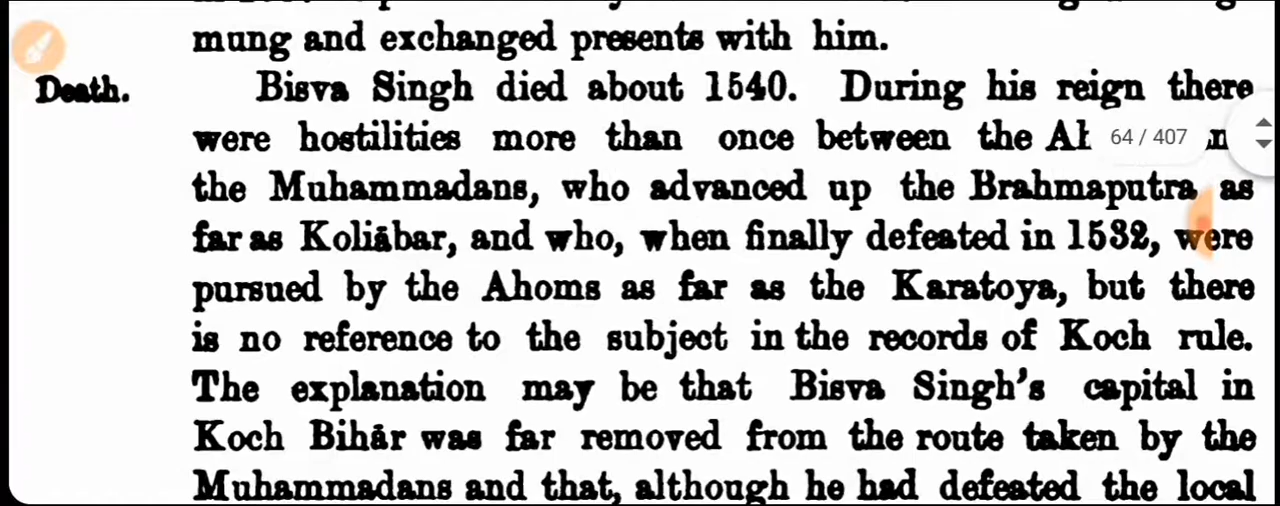 mung and exchanged presents with him.
Death. Bisva Singh died about 1540. During his reign there
were hostilities more than once between the 64 / 407
the Muhammadans, who advanced up the Brahmaputra as
far as Koliābar, and who, when finally defeated in 1532, were
pursued by the Ahoms as far as the Karatoya, but there
is no reference to the subject in the records of Koch rule.
The explanation may be that Bisva Singh's capital in
Koch Bihār was far removed from the route taken by the
Muhammadans and that, although he had defeated the local